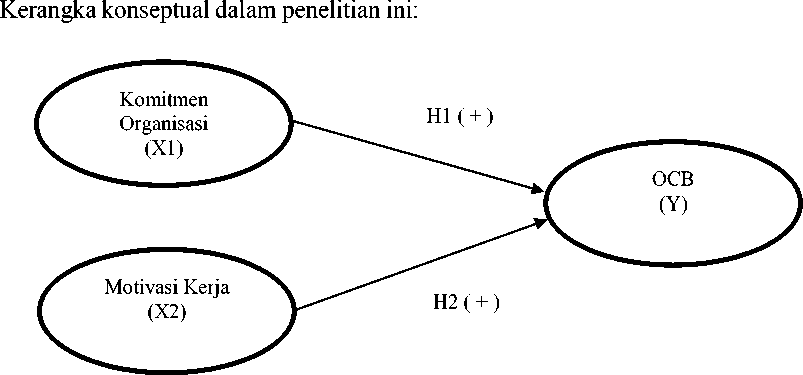 Kerangka konseptual dalam penelitian ini:
Komitmen
Organisasi
(X1)
H1 ( + )
OCB
(Y)
Motivasi Kerja
(X2)
H2 ( + )